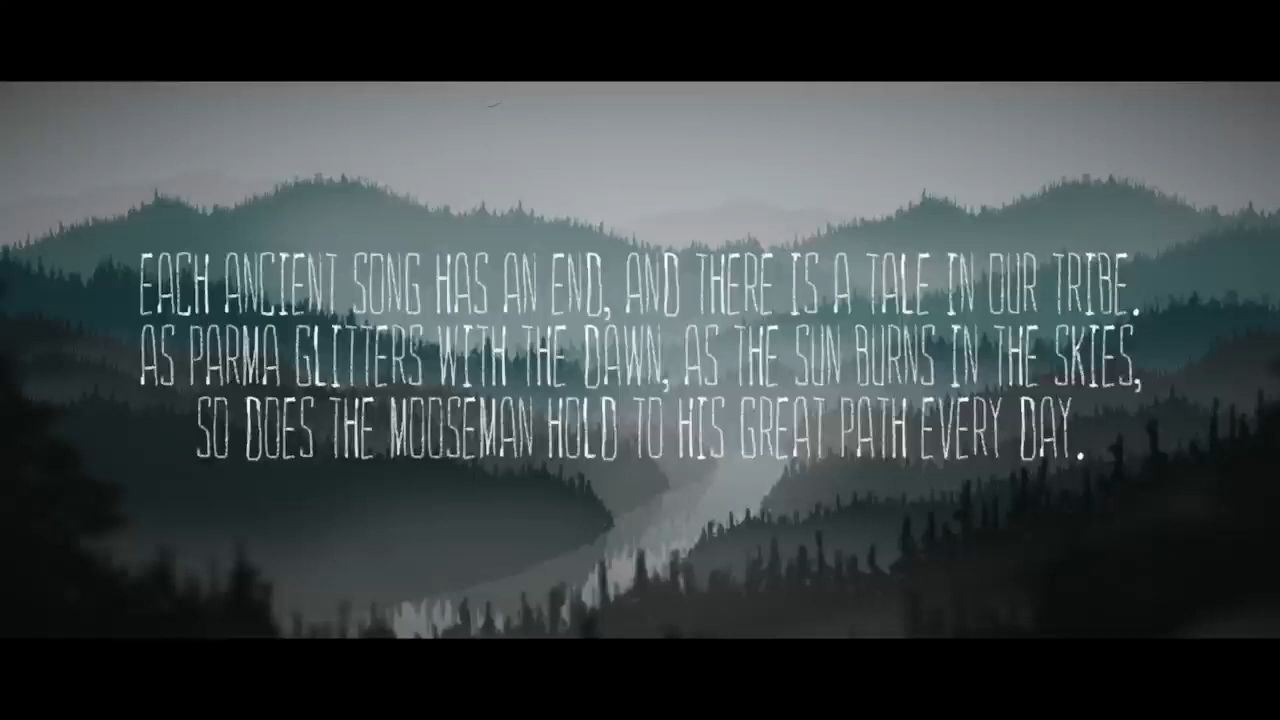 EACH ANCIENT SONG HAS AN END, AND THERE IS A TALE IN OUR TRIBE.
AS PARMA GLITTERS WITH THE DAWN, AS THE SUN BURNS IN THE SKIES,
SO DOES THE MOOSEMAN HOLD TO HIS GREAT PATH EVERY DAY.